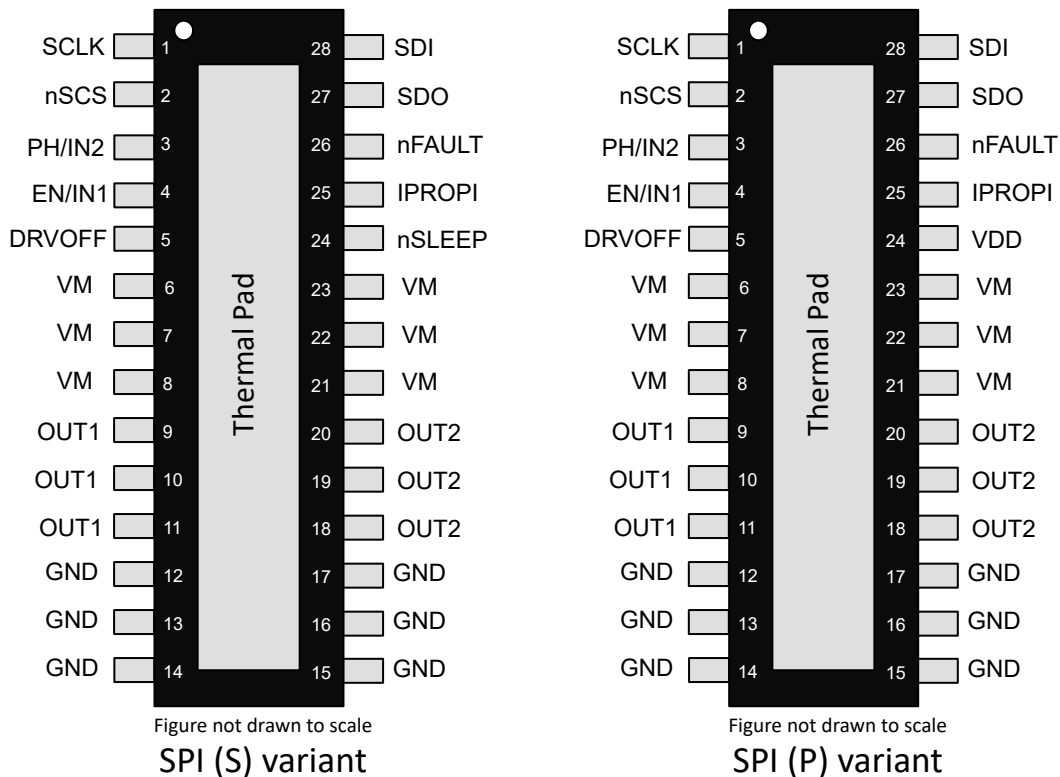 SCLK 1 28 SDI
nSCS 2 27 SDO
PH/IN2 3 26 nFAULT
EN/IN1 4 25 IPROPI
DRVOFF 5 24 nSLEEP
VM 6 23 VM
VM 7 22 VM
VM 8 21 VM
OUT1 9 20 OUT2
OUT1 10 19 OUT2
OUT1 11 18 OUT2
GND 12 17 GND
GND 13 16 GND
GND 14 15 GND
Thermal Pad
Figure not drawn to scale
SPI (S) variant
SCLK 1 28 SDI
nSCS 2 27 SDO
PH/IN2 3 26 nFAULT
EN/IN1 4 25 IPROPI
DRVOFF 5 24 VDD
VM 6 23 VM
VM 7 22 VM
VM 8 21 VM
OUT1 9 20 OUT2
OUT1 10 19 OUT2
OUT1 11 18 OUT2
GND 12 17 GND
GND 13 16 GND
GND 14 15 GND
Thermal Pad
Figure not drawn to scale
SPI (P) variant